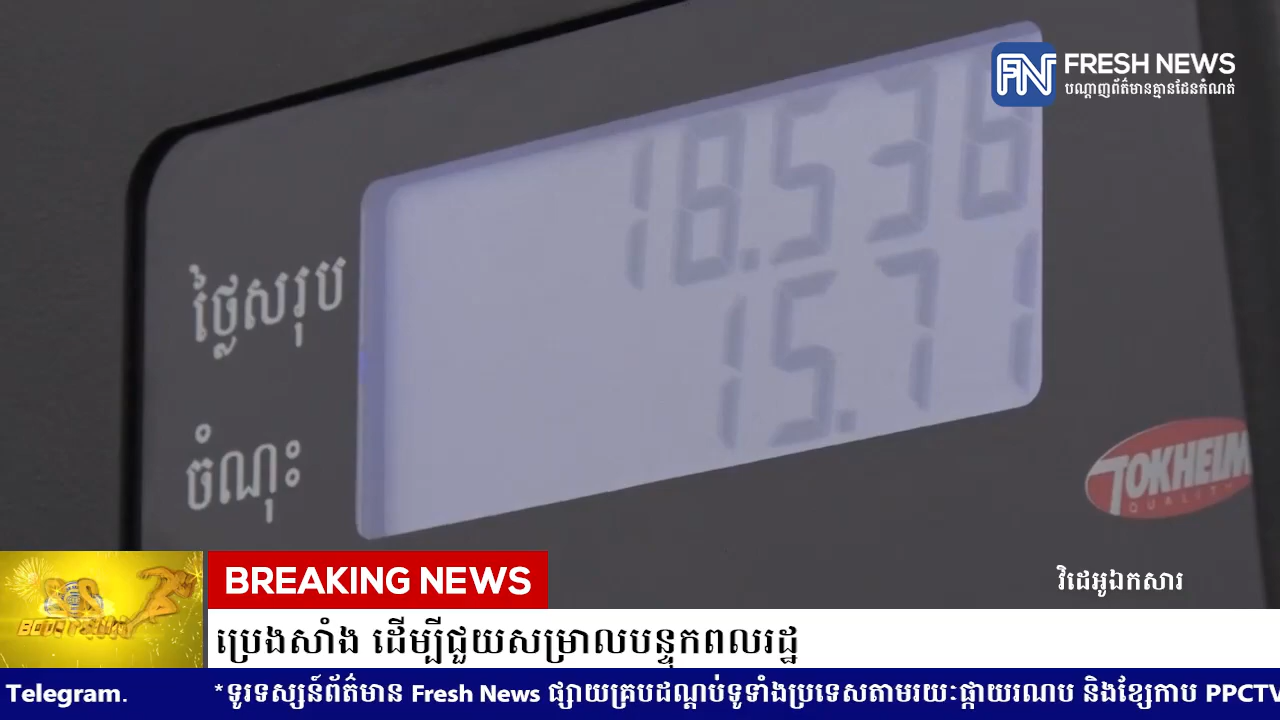 FRESH NEWS
បណ្តាញព័ត៌មានគ្មានដែនកំណត់
18.536
ថ្លៃសរុប
15.71
ចំណុះ
TOKHEIM
QUALITY
BREAKING NEWS
វិដេអូឯកសារ
ប្រេងសាំង ដើម្បីជួយសម្រាលបន្ទុកពលរដ្ឋ
Telegram. *ទូរទស្សន៍ព័ត៌មាន Fresh News ផ្សាយគ្របដណ្តប់ទូទាំងប្រទេសតាមរយៈផ្កាយរណប និងខ្សែកាប PPCTV